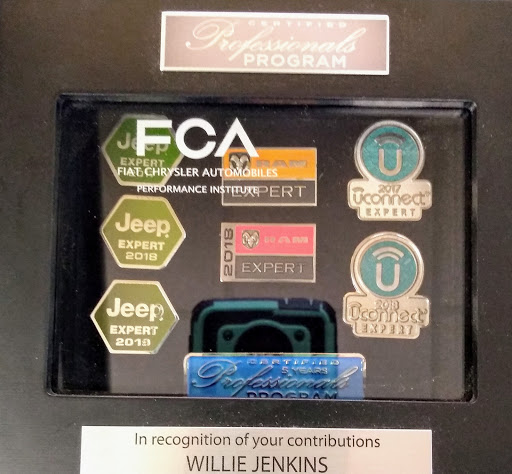 CERTIFIED
Professionals
PROGRAM
FCA
FIAT CHRYSLER AUTOMOBILES
PERFORMANCE INSTITUTE
Jeep
EXPERT
RAM
EXPERT
2017
Uconnect
EXPERT
Jeep
EXPERT
2018
2018
RAM
EXPERT
2018
Uconnect
EXPERT
Jeep
EXPERT
2018
CERTIFIED
5 YEARS
Professionals
PROGRAM
In recognition of your contributions
WILLIE JENKINS